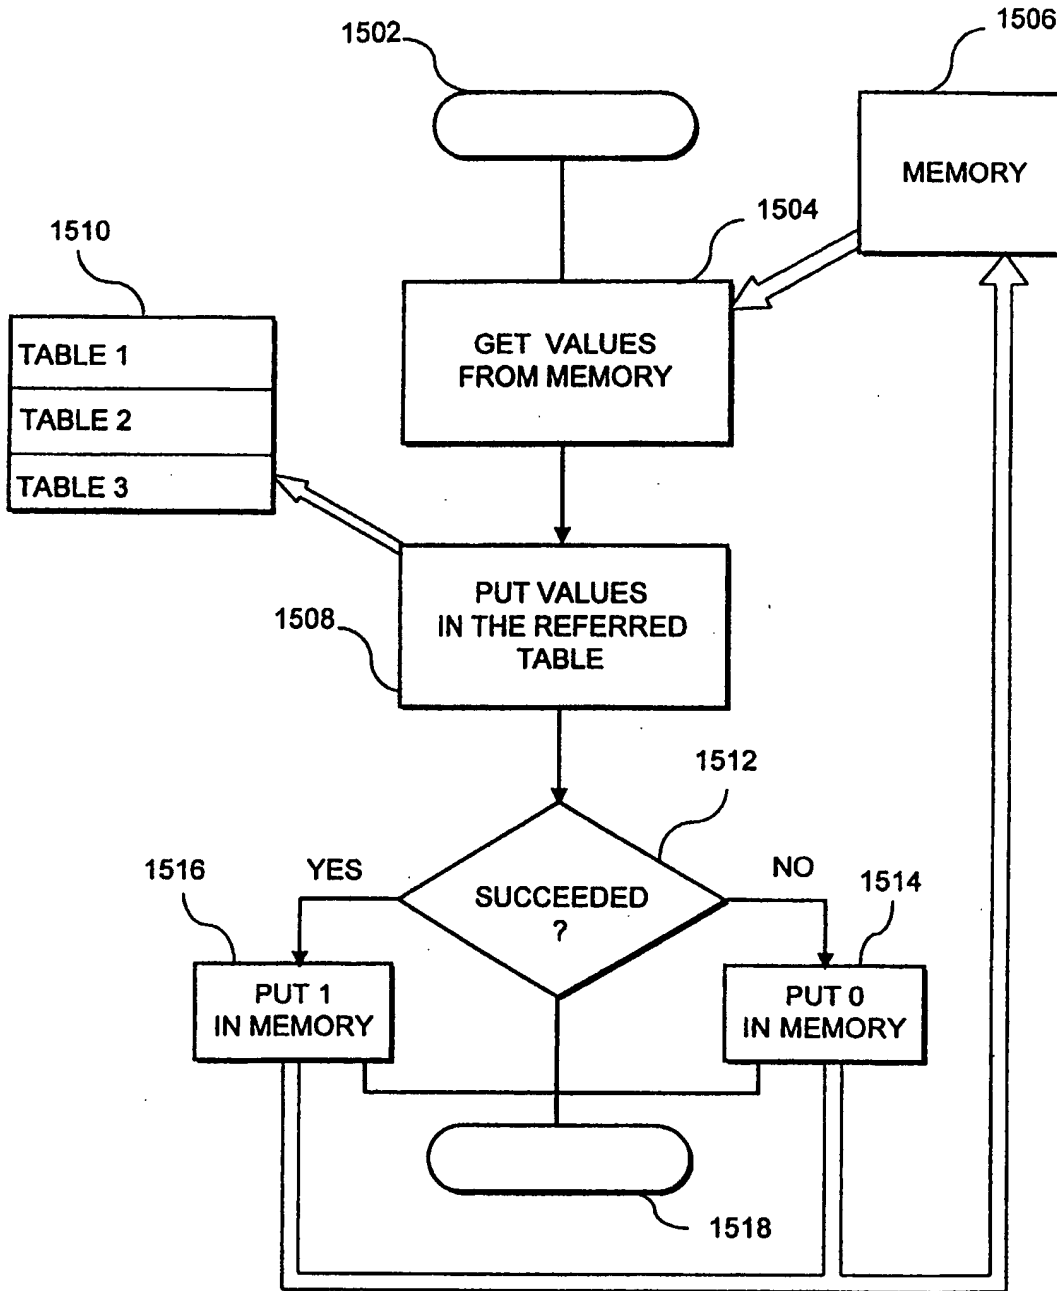 1502
1506
MEMORY
1504
1510
TABLE 1
TABLE 2
TABLE 3
GET VALUES
FROM MEMORY
1508
PUT VALUES
IN THE REFERRED
TABLE
1512
1516
YES
SUCCEEDED
?
NO
1514
PUT 1
IN MEMORY
PUT 0
IN MEMORY
1518